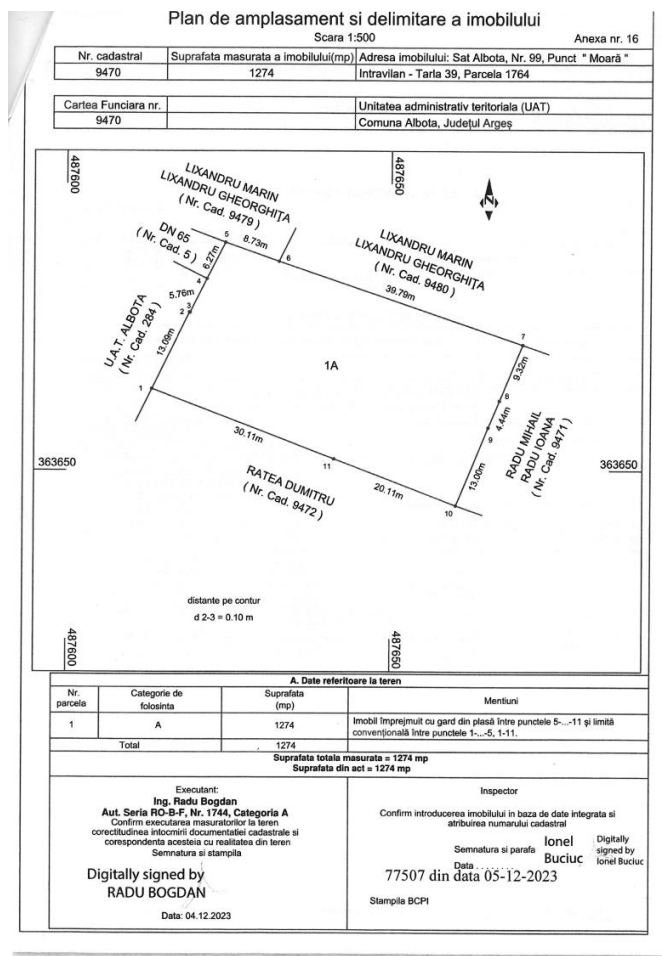 Plan de amplasament si delimitare a imobilului
Scara 1:500
Anexa nr. 16
Nr. cadastral
Suprafata masurata a imobilului(mp)
Adresa imobilului: Sat Albota, Nr. 99, Punct " Moară "
9470
1274
Intravilan - Tarla 39, Parcela 1764
Cartea Funciara nr.
Unitatea administrativ teritoriala (UAT)
9470
Comuna Albota, Județul Argeș
487600
487650
LIXANDRU MARIN
LIXANDRU GHEORGHIȚA
( Nr. Cad. 9479 )
N
DN 65
( Nr. Cad. 5 )
5
8.73m
6
LIXANDRU MARIN
LIXANDRU GHEORGHIȚA
( Nr. Cad. 9480 )
39.79m
6.27m
4
5.76m
3
2
7
U.A.T. ALBOTA
( Nr. Cad. 284 )
13.09m
9.32m
1A
1
8
4.44m
9
RADU MIHAIL
RADU IOANA
( Nr. Cad. 9471 )
30.11m
11
13.00m
363650
363650
RATEA DUMITRU
( Nr. Cad. 9472 )
20.11m
10
distante pe contur
d 2-3 = 0.10 m
487600
487650
A. Date referitoare la teren
Nr.
parcela
Categorie de
folosinta
Suprafata
(mp)
Mentiuni
1
A
1274
Imobil împrejmuit cu gard din plasă între punctele 5-...-11 și limită
convențională între punctele 1-...-5, 1-11.
Total
1274
Suprafata totala masurata = 1274 mp
Suprafata din act = 1274 mp
Executant:
Ing. Radu Bogdan
Aut. Seria RO-B-F, Nr. 1744, Categoria A
Confirm executarea masuratorilor la teren
corectitudinea intocmirii documentatiei cadastrale si
corespondenta acesteia cu realitatea din teren
Semnatura si stampila
Digitally signed by
RADU BOGDAN
Data: 04.12.2023
Inspector
Confirm introducerea imobilului in baza de date integrata si
atribuirea numarului cadastral
Semnatura si parafa
Ionel
Buciuc
Digitally
signed by
Ionel Buciuc
Data . . . . . . . .
77507 din data 05-12-2023
Stampila BCPI